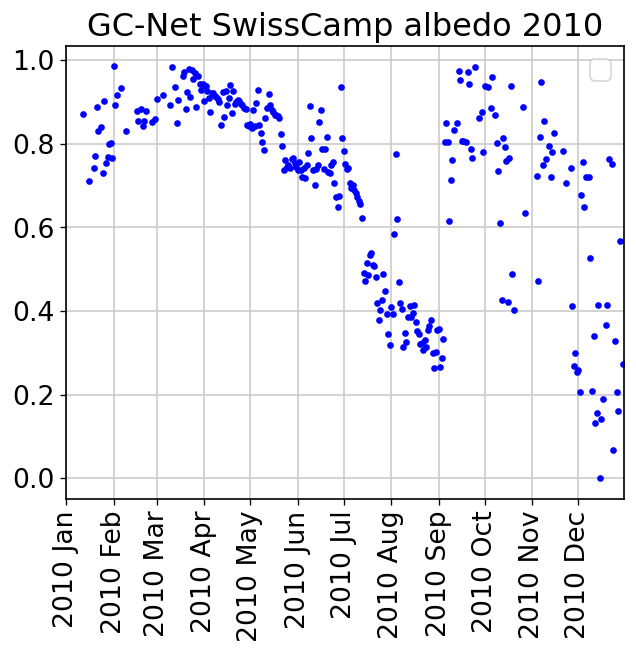 GC-Net SwissCamp albedo 2010
1.0
0.8
0.6
0.4
0.2
0.0
2010 Jan
2010 Feb
2010 Mar
2010 Apr
2010 May
2010 Jun
2010 Jul
2010 Aug
2010 Sep
2010 Oct
2010 Nov
2010 Dec